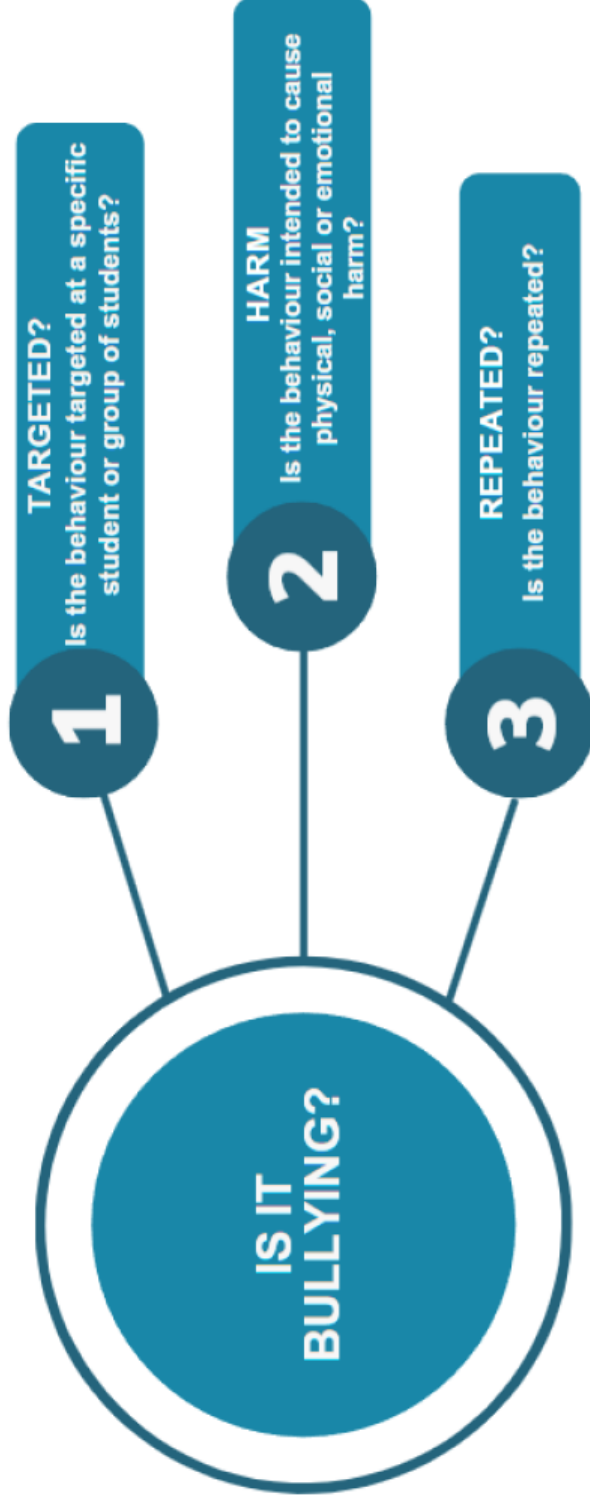 IS IT
BULLYING?
1
TARGETED?
Is the behaviour targeted at a specific
student or group of students?
2
HARM
Is the behaviour intended to cause
physical, social or emotional
harm?
3
REPEATED?
Is the behaviour repeated?